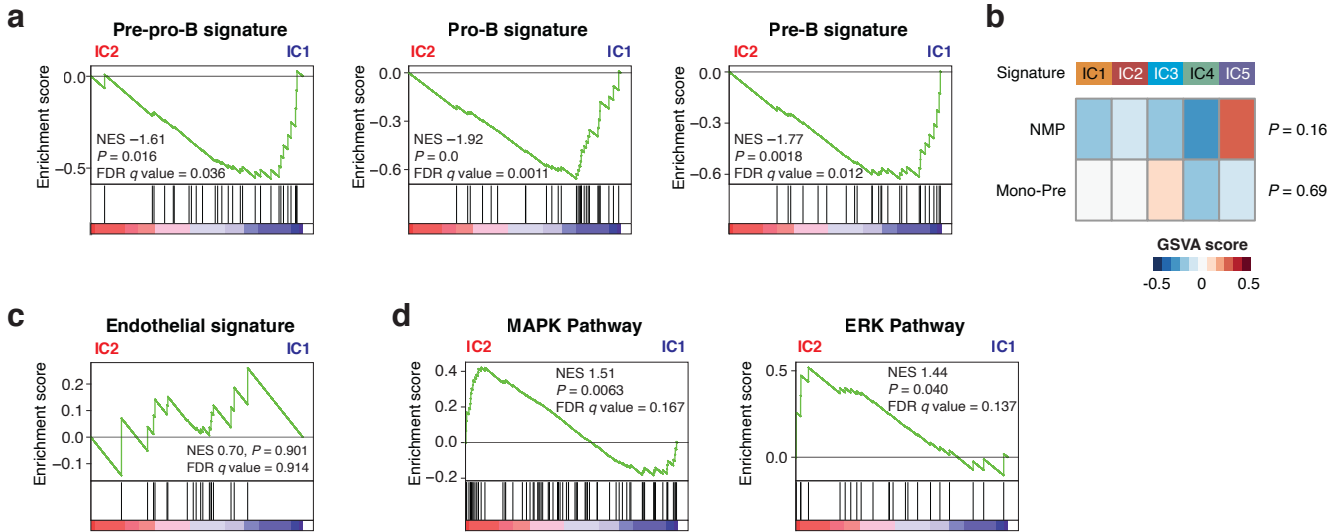 a
Pre-pro-B signature
IC2
IC1
Enrichment score
0.0
−0.5
NES −1.61
P = 0.016
FDR q value = 0.036
Pro-B signature
IC2
IC1
Enrichment score
0.0
−0.3
−0.6
NES −1.92
P = 0.0
FDR q value = 0.0011
Pre-B signature
IC2
IC1
Enrichment score
0.0
−0.3
−0.6
NES −1.77
P = 0.0018
FDR q value = 0.012
b
Signature IC1 IC2 IC3 IC4 IC5
NMP P = 0.16
Mono-Pre P = 0.69
GSVA score
-0.5 0 0.5
c
Endothelial signature
IC2
IC1
Enrichment score
0.2
0.1
0.0
−0.1
NES 0.70, P = 0.901
FDR q value = 0.914
d
MAPK Pathway
IC2
IC1
Enrichment score
0.4
0.2
0.0
−0.2
NES 1.51
P = 0.0063
FDR q value = 0.167
ERK Pathway
IC2
IC1
Enrichment score
0.5
0.0
NES 1.44
P = 0.040
FDR q value = 0.137